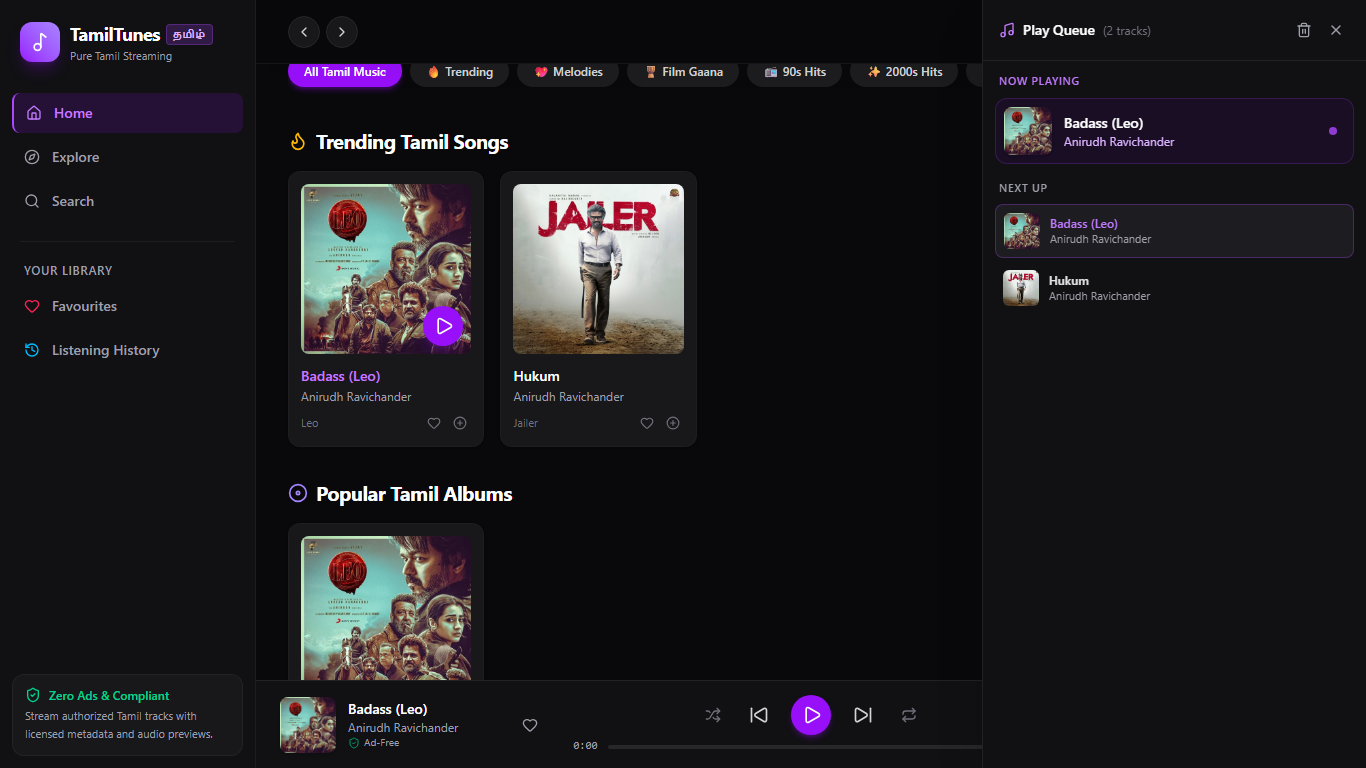 TamilTunes தமிழ்
Pure Tamil Streaming
Home
Explore
Search
YOUR LIBRARY
Favourites
Listening History
Zero Ads & Compliant
Stream authorized Tamil tracks with
licensed metadata and audio previews.
All Tamil Music
Trending
Melodies
Film Gaana
90s Hits
2000s Hits
Trending Tamil Songs
LEO
Badass (Leo)
Anirudh Ravichander
Leo
JAILER
Hukum
Anirudh Ravichander
Jailer
Popular Tamil Albums
LEO
Badass (Leo)
Anirudh Ravichander
Ad-Free
0:00
Play Queue (2 tracks)
NOW PLAYING
Badass (Leo)
Anirudh Ravichander
NEXT UP
Badass (Leo)
Anirudh Ravichander
JAILER
Hukum
Anirudh Ravichander